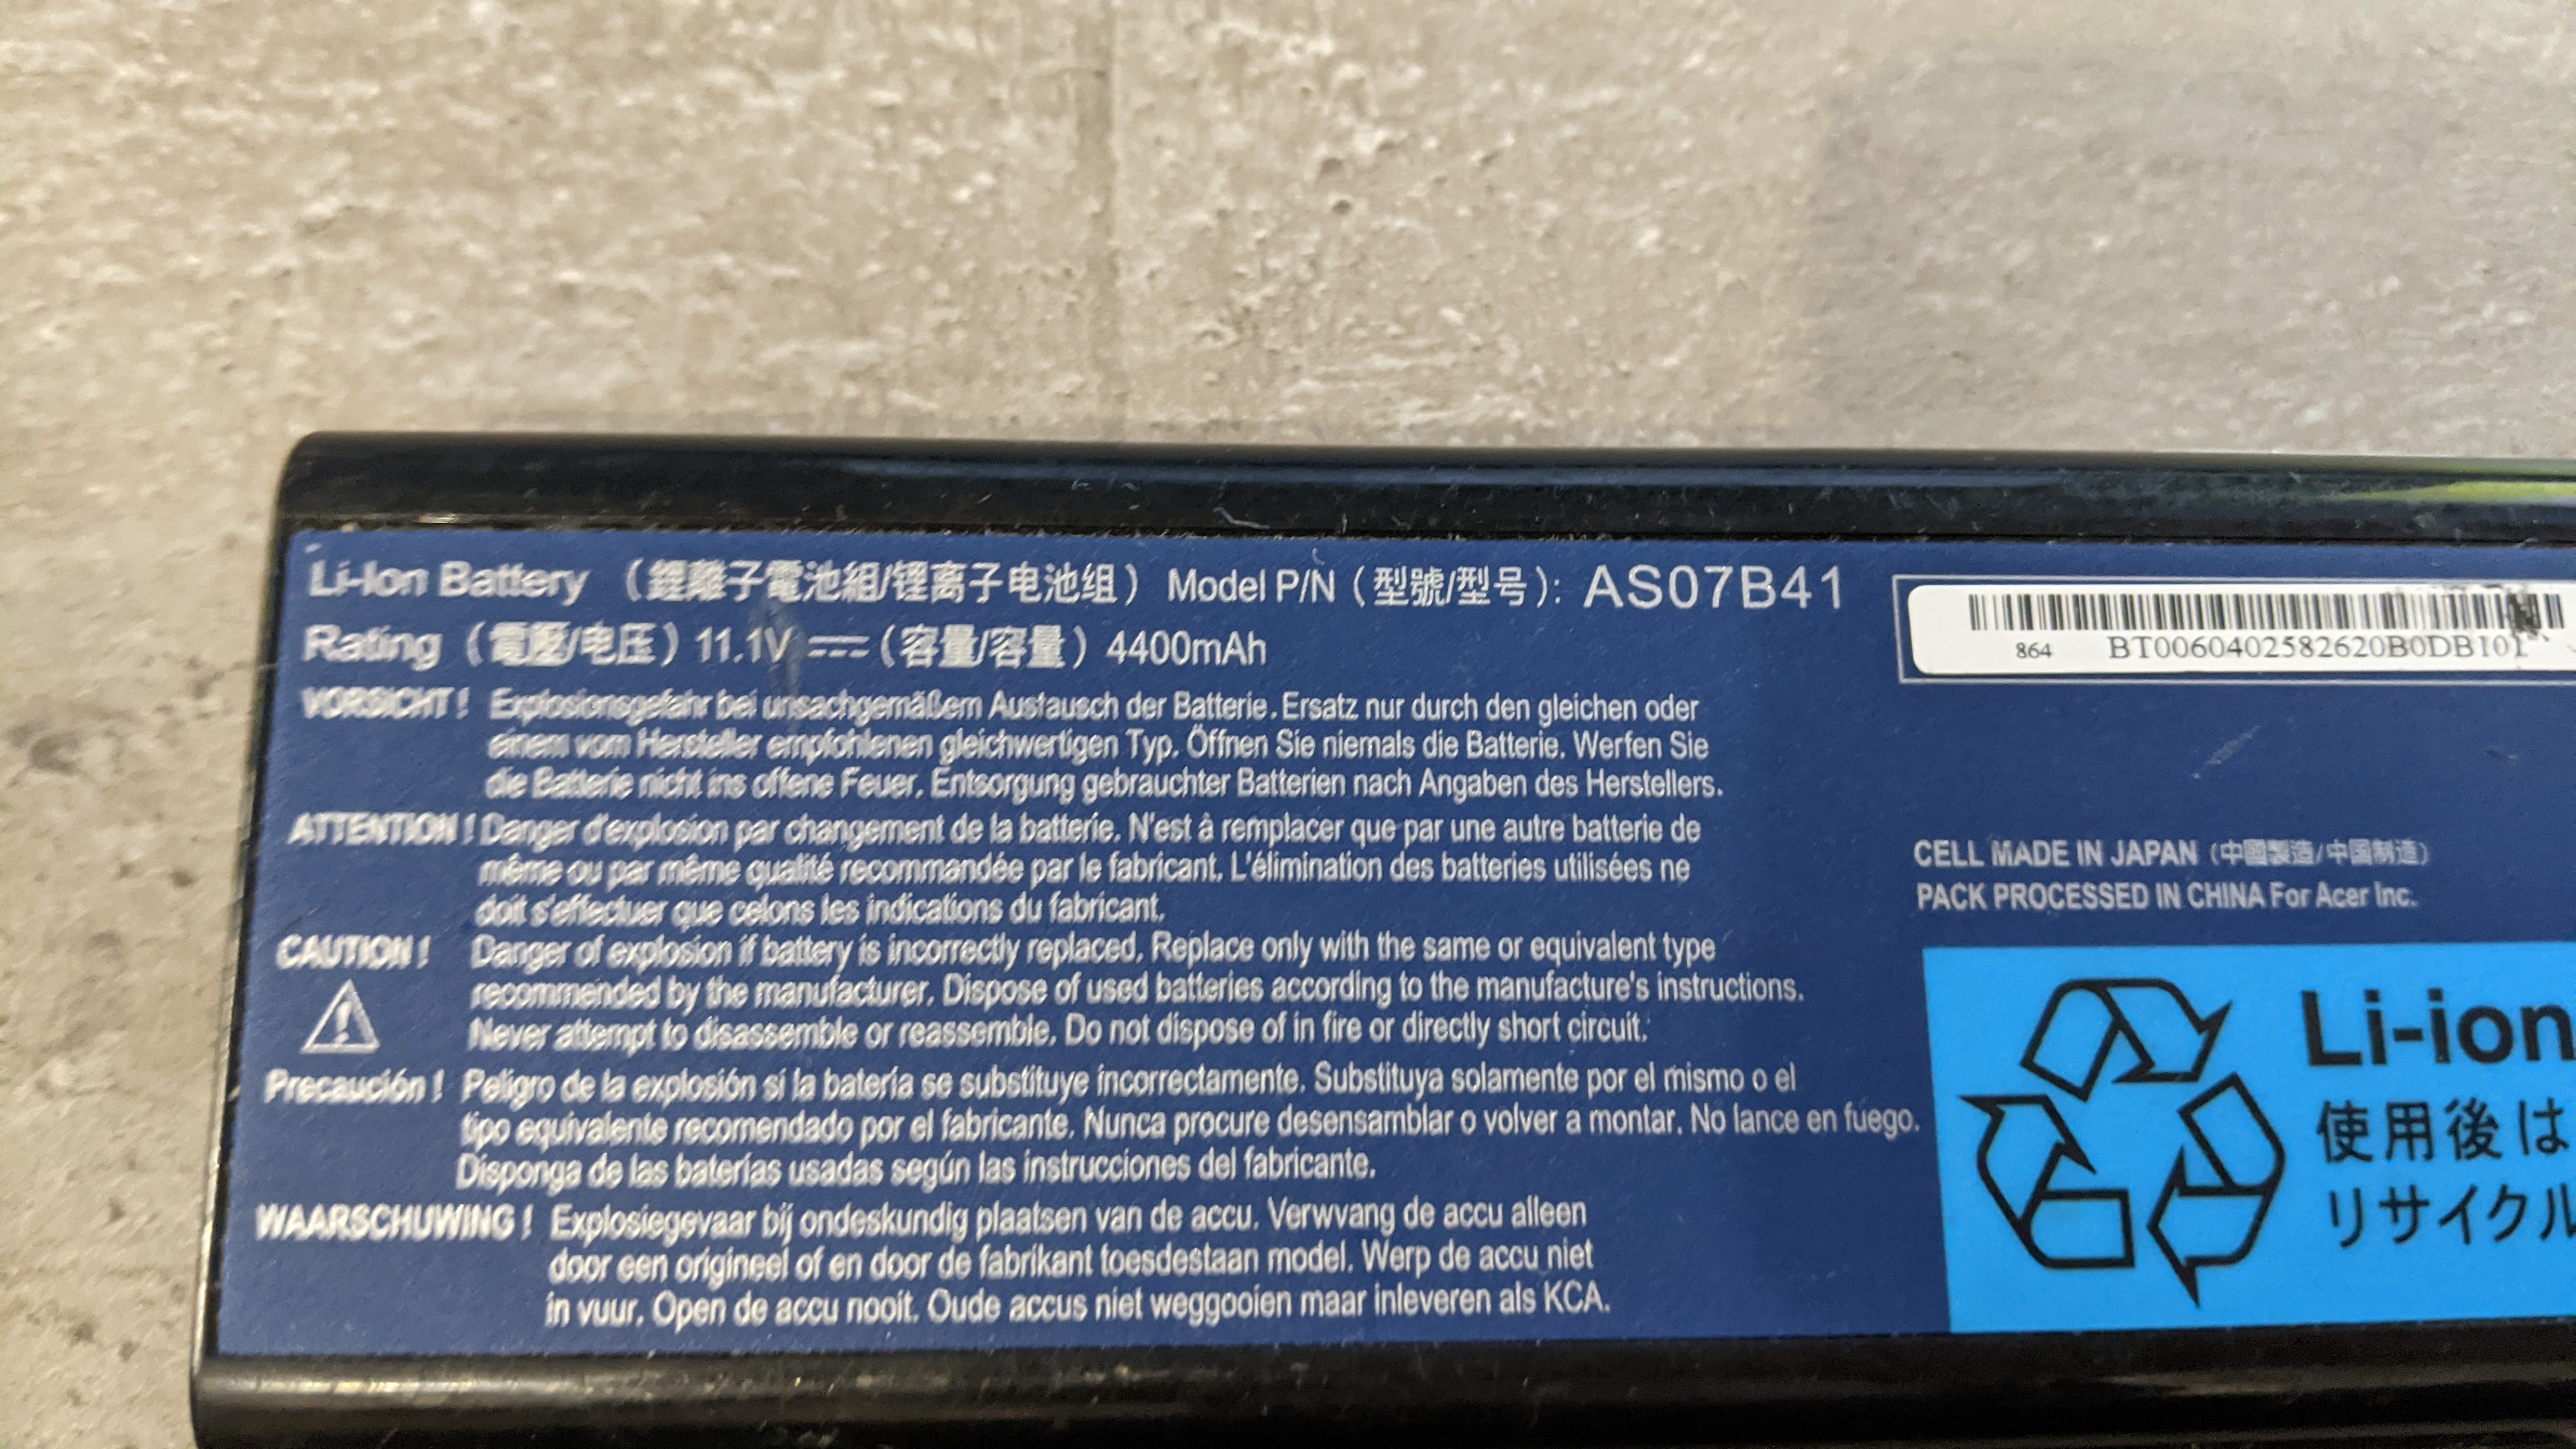 Li-Ion Battery （鋰離子電池組/锂离子电池组） Model P/N（型號/型号）: AS07B41
Rating （電壓/电压）11.1V ⎓（容量/容量）4400mAh
864 BT0060402582620B0DB101
VORSICHT! Explosionsgefahr bei unsachgemäßem Austausch der Batterie. Ersatz nur durch den gleichen oder
einem vom Hersteller empfohlenen gleichwertigen Typ. Öffnen Sie niemals die Batterie. Werfen Sie
die Batterie nicht ins offene Feuer. Entsorgung gebrauchter Batterien nach Angaben des Herstellers.
ATTENTION! Danger d'explosion par changement de la batterie. N'est à remplacer que par une autre batterie de
même ou par même qualité recommandée par le fabricant. L'élimination des batteries utilisées ne
doit s'effectuer que celons les indications du fabricant.
CAUTION! Danger of explosion if battery is incorrectly replaced. Replace only with the same or equivalent type
recommended by the manufacturer. Dispose of used batteries according to the manufacture's instructions.
Never attempt to disassemble or reassemble. Do not dispose of in fire or directly short circuit.
Precaución! Peligro de la explosión si la batería se substituye incorrectamente. Substituya solamente por el mismo o el
tipo equivalente recomendado por el fabricante. Nunca procure desensamblar o volver a montar. No lance en fuego.
Disponga de las baterías usadas según las instrucciones del fabricante.
WAARSCHUWING! Explosiegevaar bij ondeskundig plaatsen van de accu. Verwvang de accu alleen
door een origineel of en door de fabrikant toesdestaan model. Werp de accu niet
in vuur. Open de accu nooit. Oude accus niet weggooien maar inleveren als KCA.
CELL MADE IN JAPAN（中國製造/中国制造）
PACK PROCESSED IN CHINA For Acer Inc.
Li-ion
使用後は
リサイクル